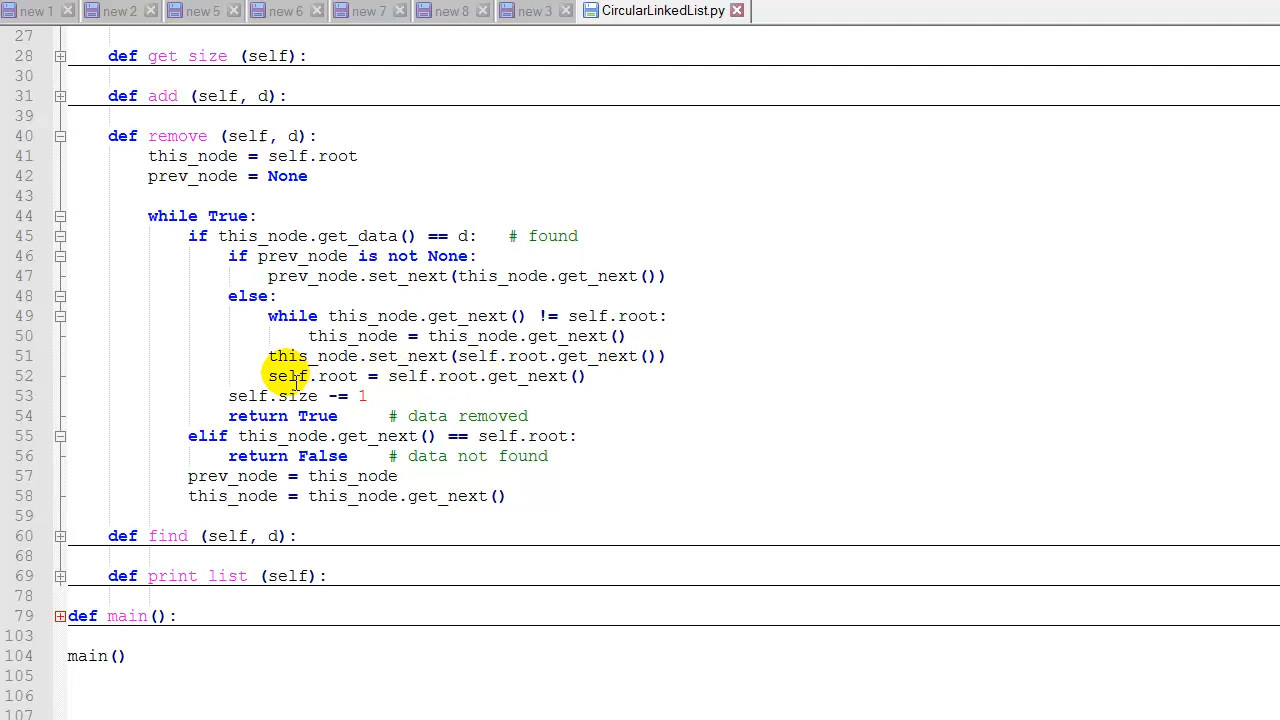 new 1 new 2 new 5 new 6 new 7 new 8 new 3 CircularLinkedList.py
27
28 def get_size (self):
30
31 def add (self, d):
39
40 def remove (self, d):
41 this_node = self.root
42 prev_node = None
43
44 while True:
45 if this_node.get_data() == d: # found
46 if prev_node is not None:
47 prev_node.set_next(this_node.get_next())
48 else:
49 while this_node.get_next() != self.root:
50 this_node = this_node.get_next()
51 this_node.set_next(self.root.get_next())
52 self.root = self.root.get_next()
53 self.size -= 1
54 return True # data removed
55 elif this_node.get_next() == self.root:
56 return False # data not found
57 prev_node = this_node
58 this_node = this_node.get_next()
59
60 def find (self, d):
68
69 def print_list (self):
78
79 def main():
103
104 main()
105
106
107